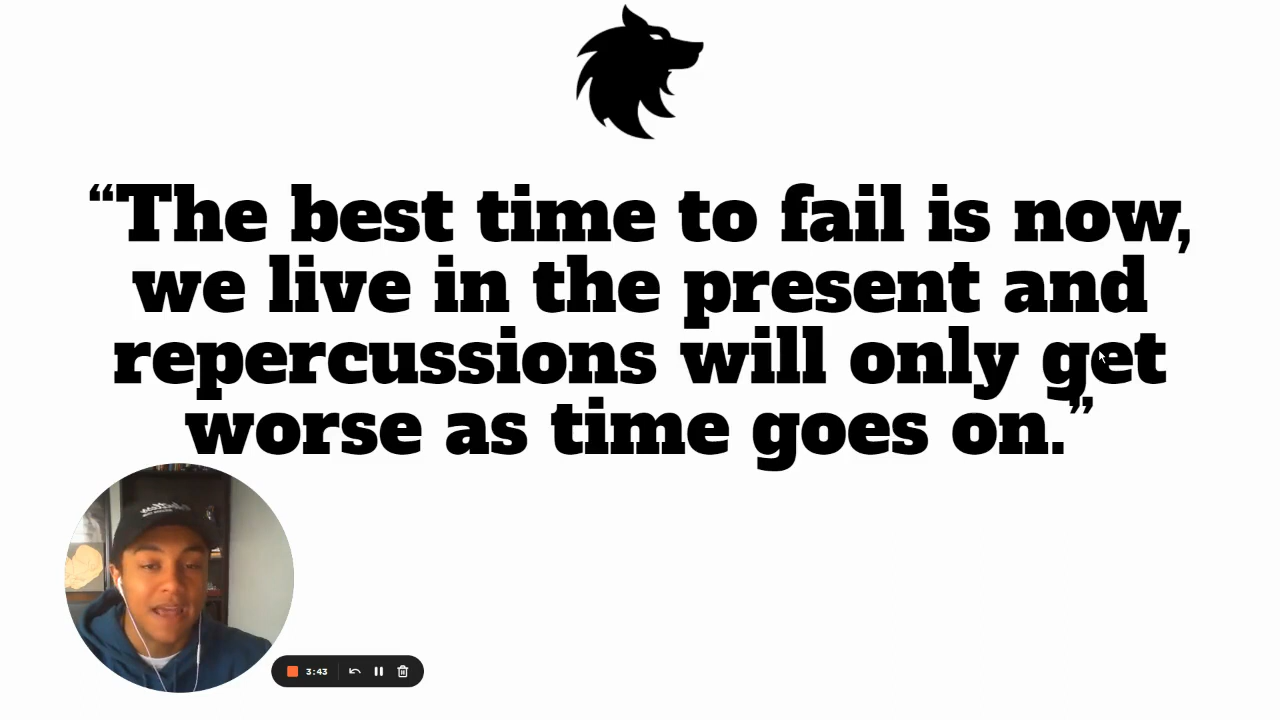 “The best time to fail is now,
we live in the present and
repercussions will only get
worse as time goes on.”
3:43